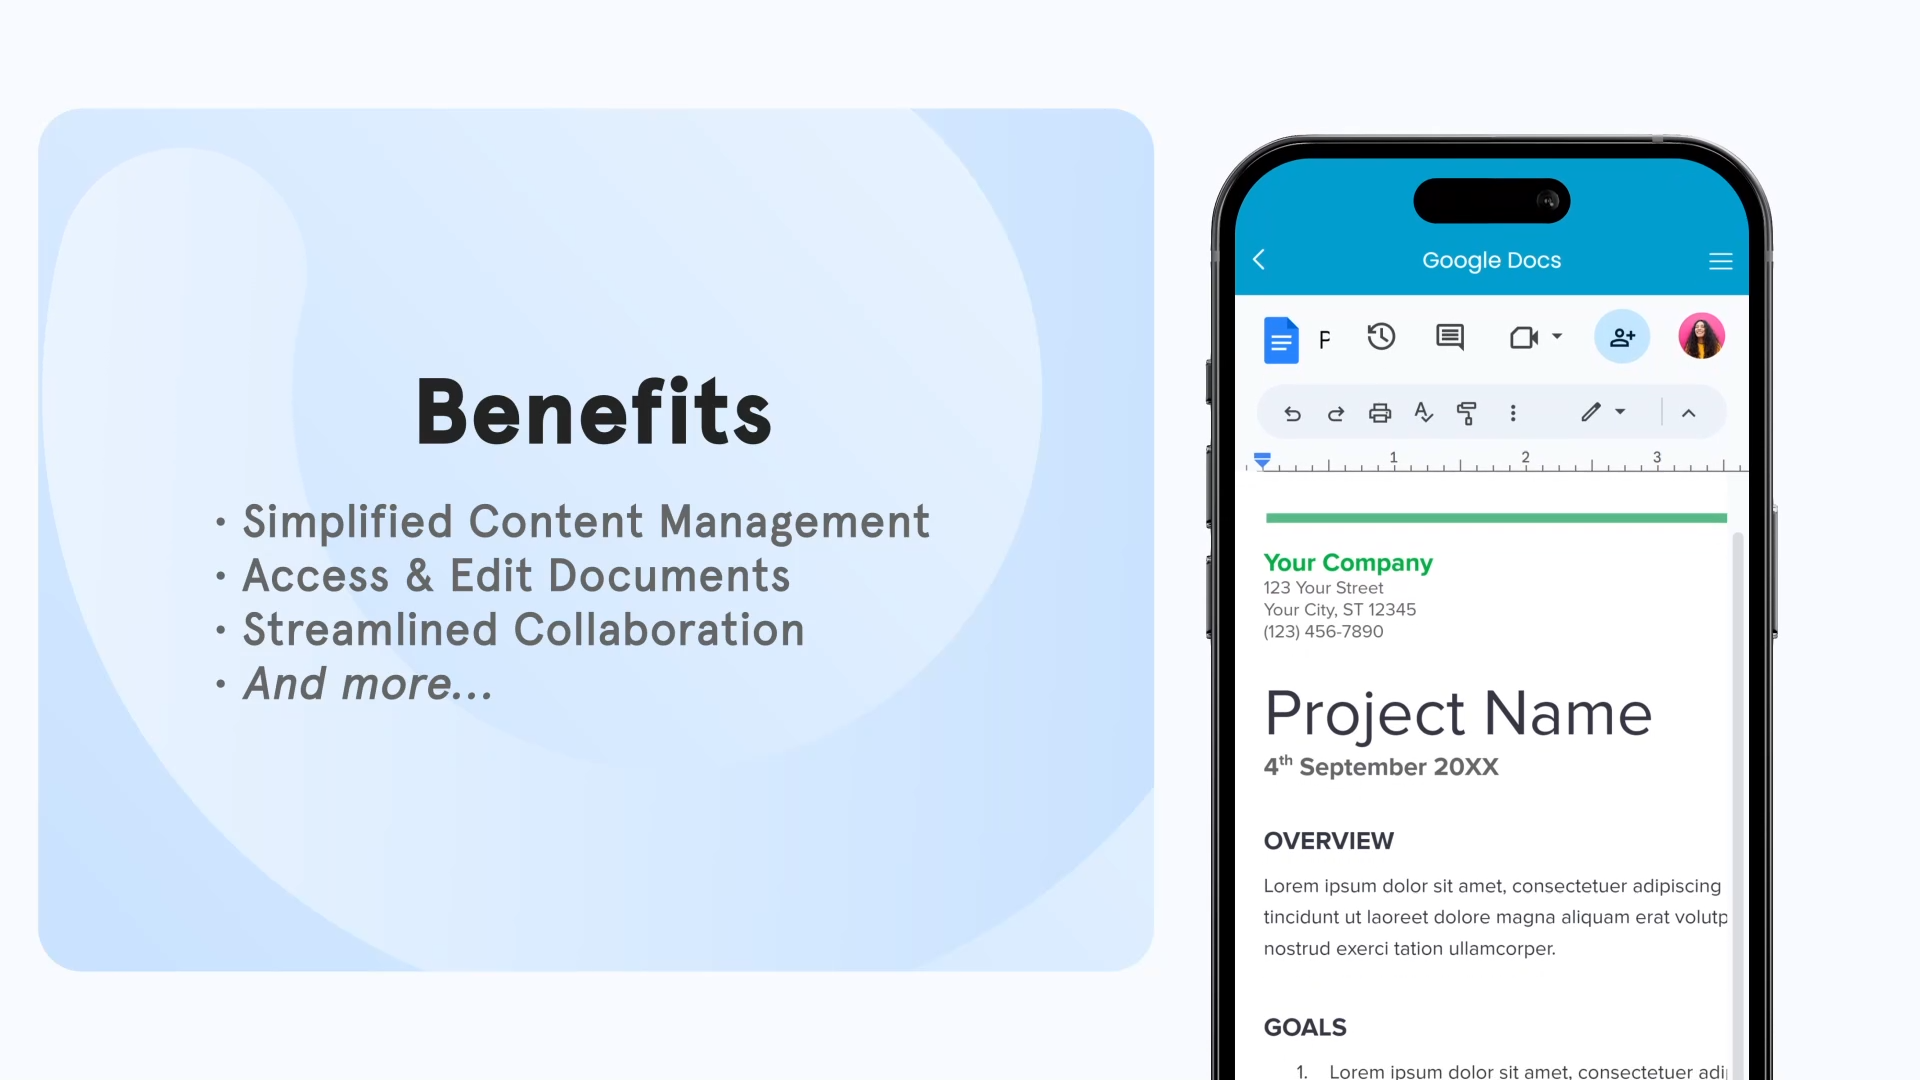 Benefits
• Simplified Content Management
• Access & Edit Documents
• Streamlined Collaboration
• And more...
Google Docs
1 2 3
Your Company
123 Your Street
Your City, ST 12345
(123) 456-7890
Project Name
4th September 20XX
OVERVIEW
Lorem ipsum dolor sit amet, consectetuer adipiscing
tincidunt ut laoreet dolore magna aliquam erat volutp
nostrud exerci tation ullamcorper.
GOALS
1. Lorem ipsum dolor sit amet, consectetuer adi